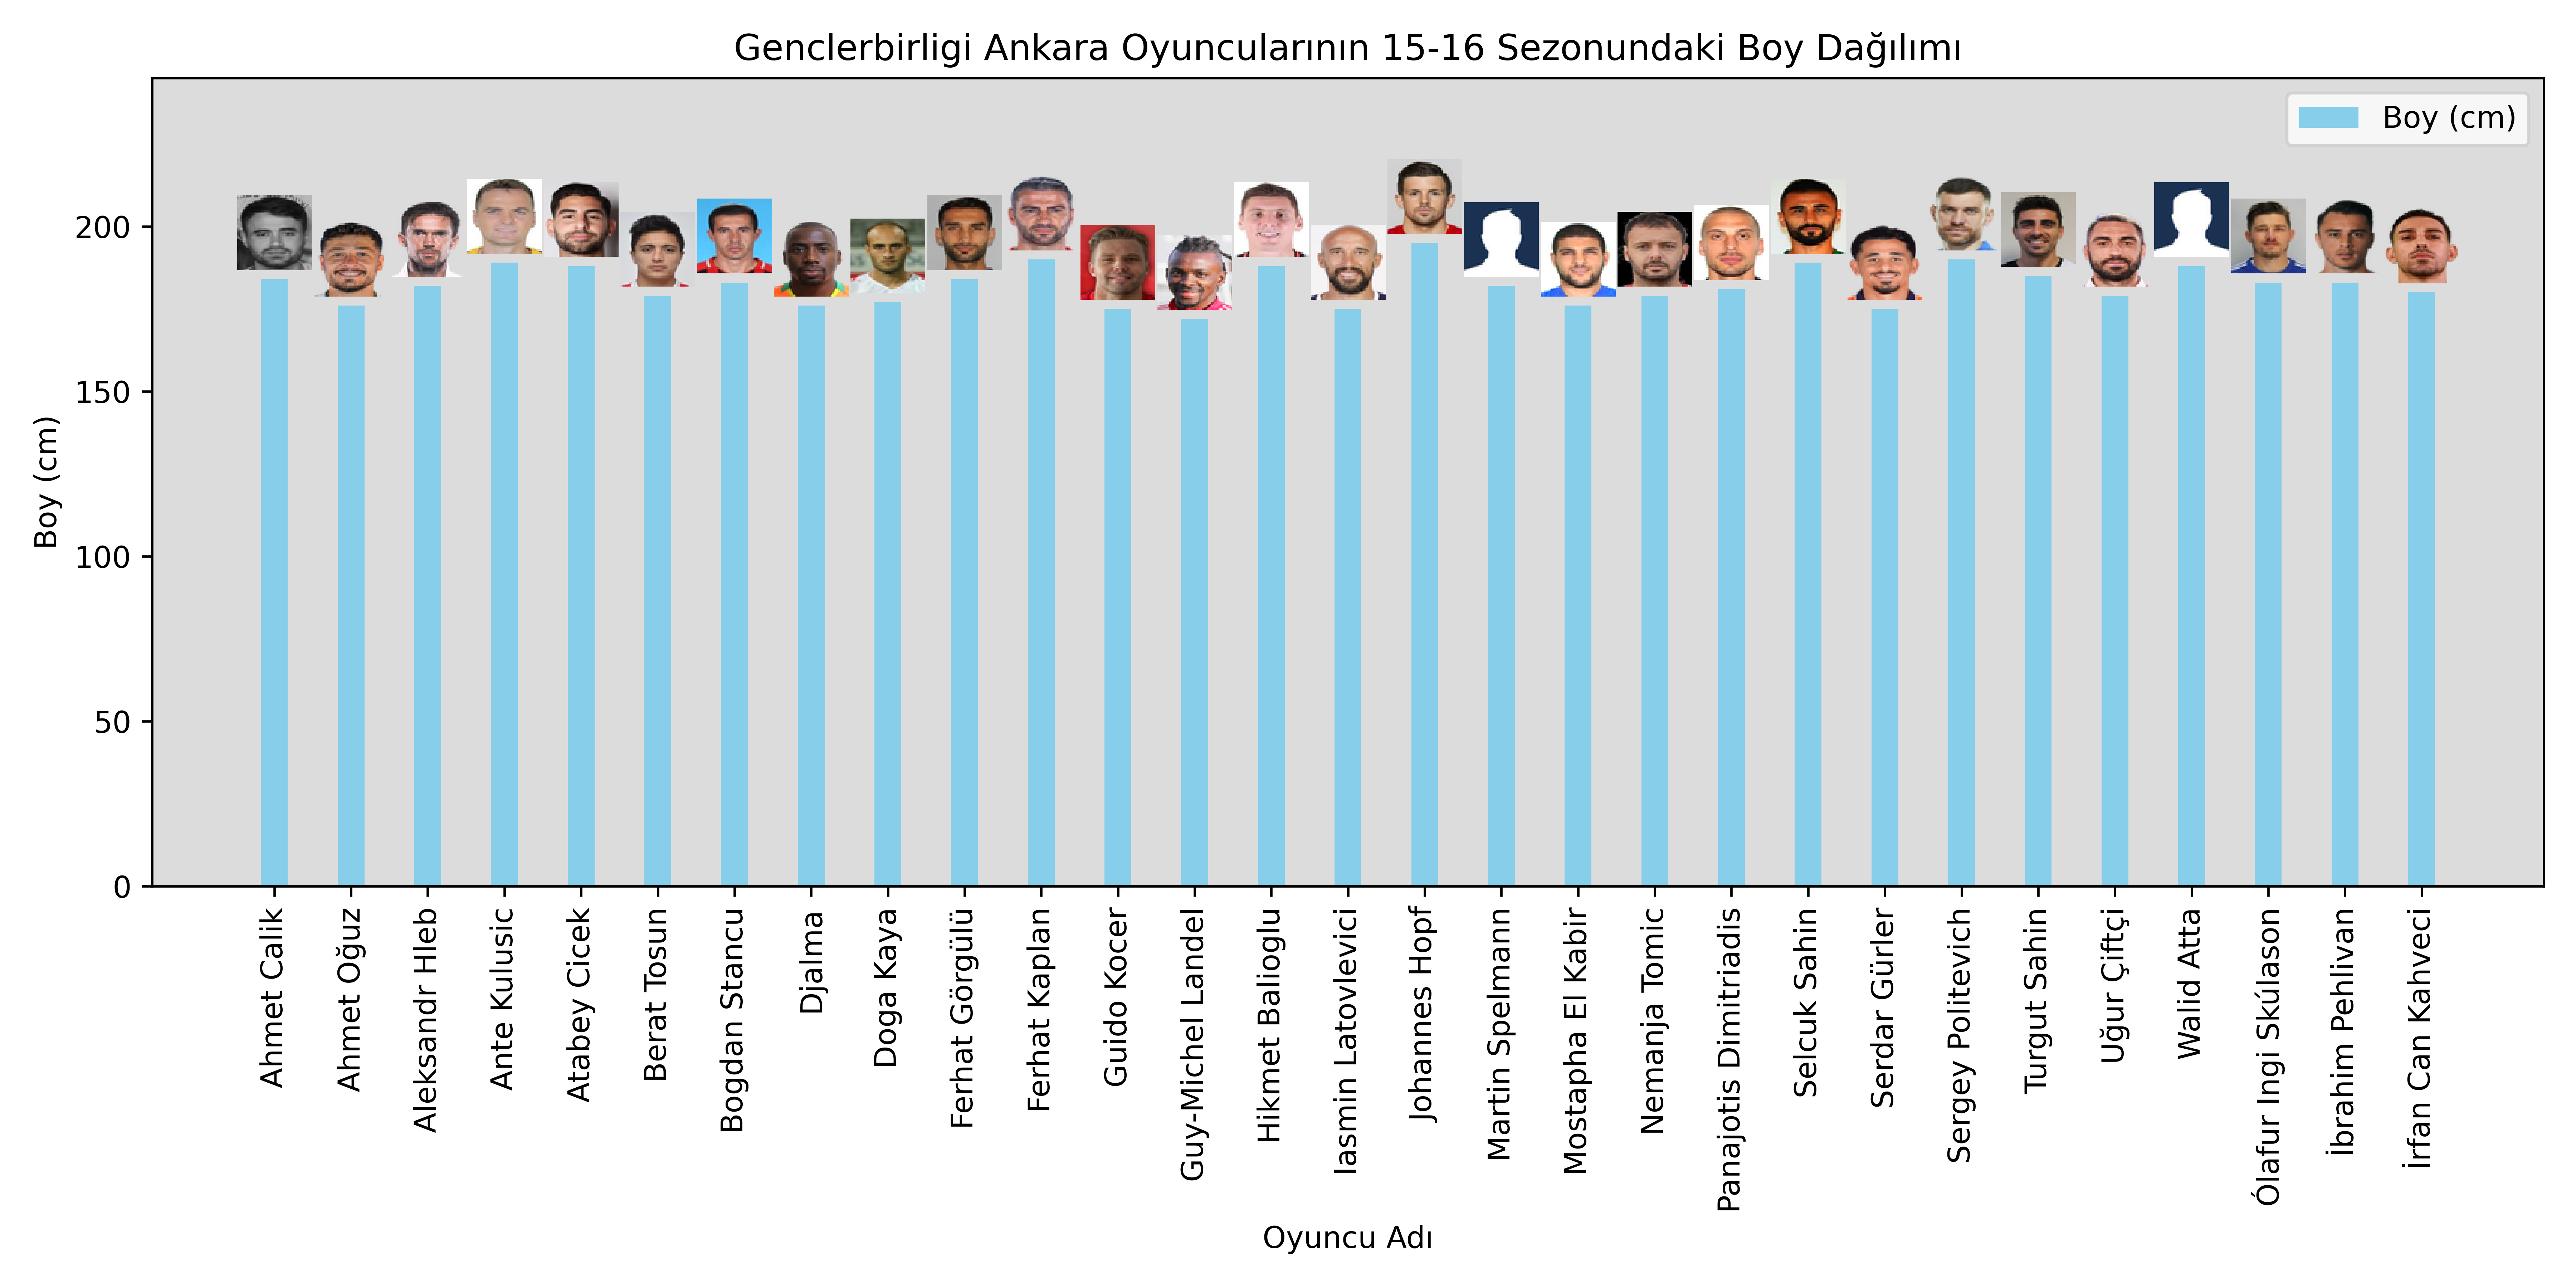 Genclerbirligi Ankara Oyuncularının 15-16 Sezonundaki Boy Dağılımı
Boy (cm)
Boy (cm)
200
150
100
50
0
Ahmet Calik
Ahmet Oğuz
Aleksandr Hleb
Ante Kulusic
Atabey Cicek
Berat Tosun
Bogdan Stancu
Djalma
Doga Kaya
Ferhat Görgülü
Ferhat Kaplan
Guido Kocer
Guy-Michel Landel
Hikmet Balioglu
Iasmin Latovlevici
Johannes Hopf
Martin Spelmann
Mostapha El Kabir
Nemanja Tomic
Panajotis Dimitriadis
Selcuk Sahin
Serdar Gürler
Sergey Politevich
Turgut Sahin
Uğur Çiftçi
Walid Atta
Ólafur Ingi Skúlason
İbrahim Pehlivan
İrfan Can Kahveci
Oyuncu Adı